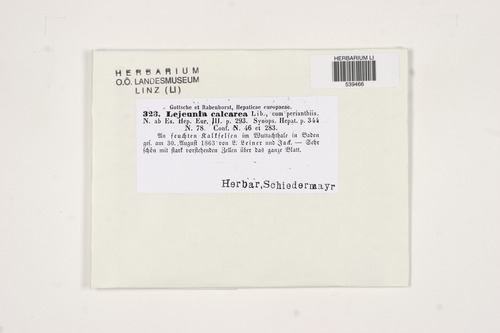 HERBARIUM
O.Ö. LANDESMUSEUM
LINZ (LI)
HERBARIUM LI
539466
Gottsche et Rabenhorst, Hepaticae europaeae.
323. Lejeunia calcarea Lib., cum perianthiis.
N. ab Es. Hep. Eur. III. p. 293. Synops. Hepat. p. 344
N. 78. Conf. N. 46 et 283.
An feuchten Kalkfelsen im Wuttachthale in Baden
ges. am 30. August 1863 von L. Leiner und Jack. — Sehr
schön mit stark vorstehenden Zellen über das ganze Blatt.
Herbar, Schiedermayr